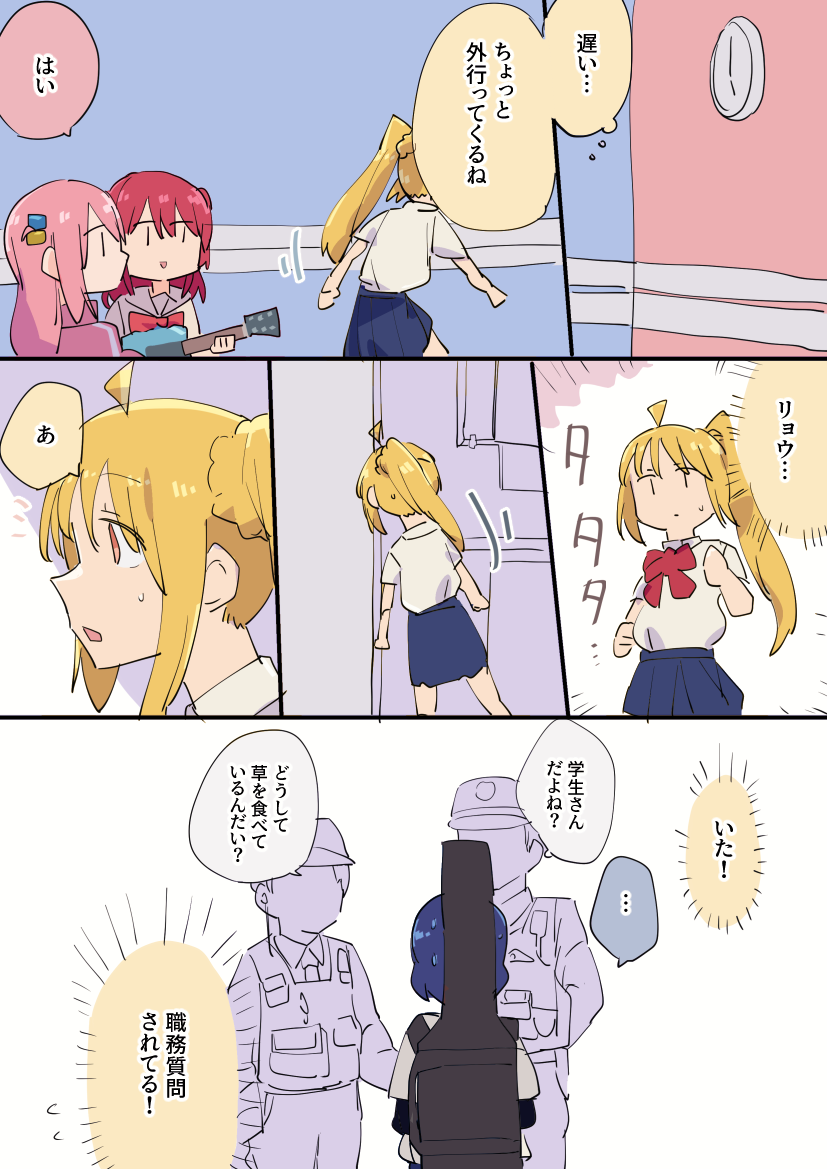 遅い…
ちょっと
外行ってくるね
はい
リョウ…
タタタ…
あ
いた！
学生さん
だよね？
…
どうして
草を食べて
いるんだい？
職務質問
されてる！